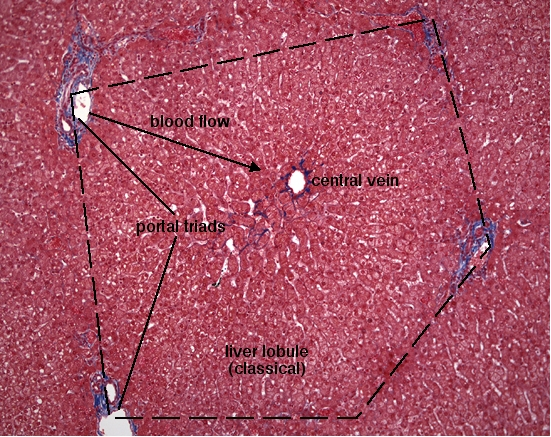 blood flow
central vein
portal triads
liver lobule
(classical)